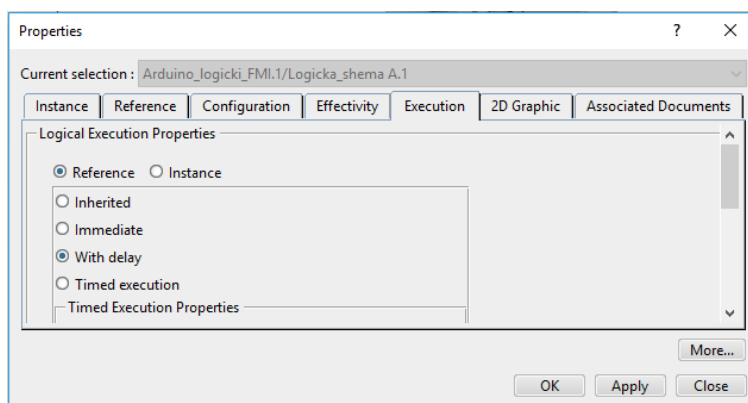 Properties
?
Current selection : Arduino_logicki_FMI.1/Logicka_shema A.1
Instance Reference Configuration Effectivity Execution 2D Graphic Associated Documents
Logical Execution Properties
Reference Instance
Inherited
Immediate
With delay
Timed execution
Timed Execution Properties
More...
OK Apply Close